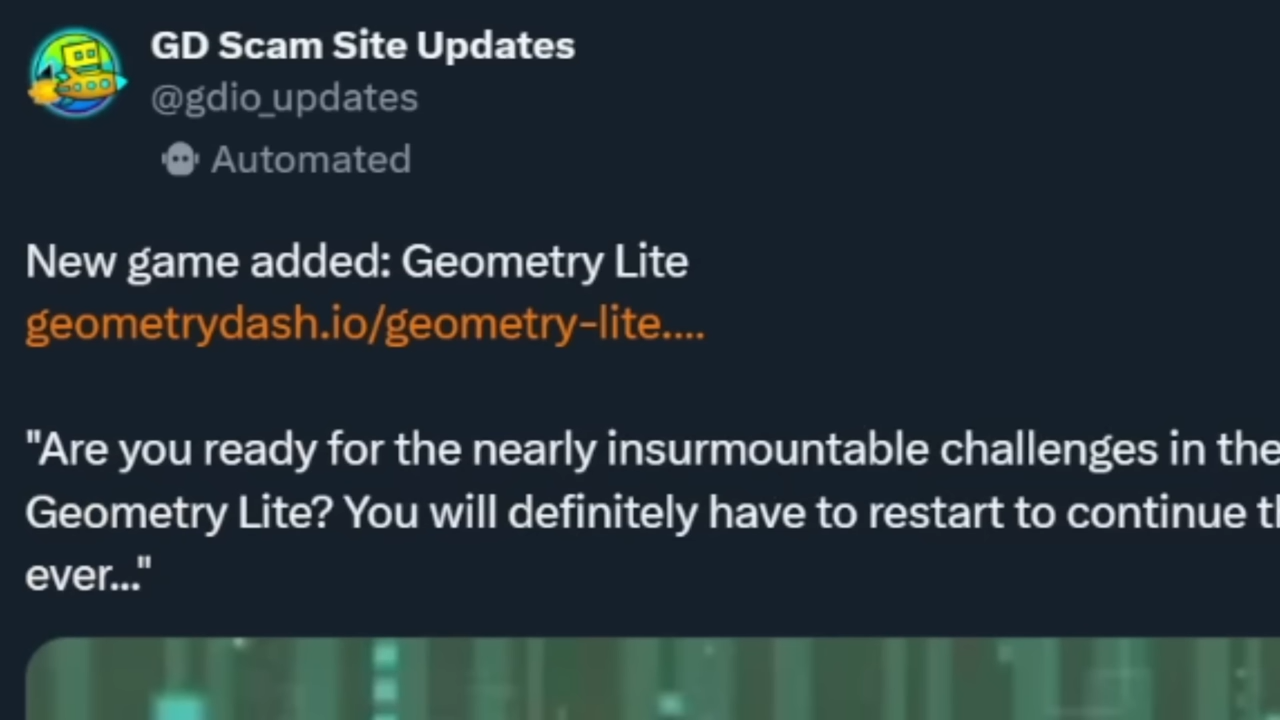 GD Scam Site Updates
@gdio_updates
Automated
New game added: Geometry Lite
geometrydash.io/geometry-lite....
"Are you ready for the nearly insurmountable challenges in the
Geometry Lite? You will definitely have to restart to continue
ever..."